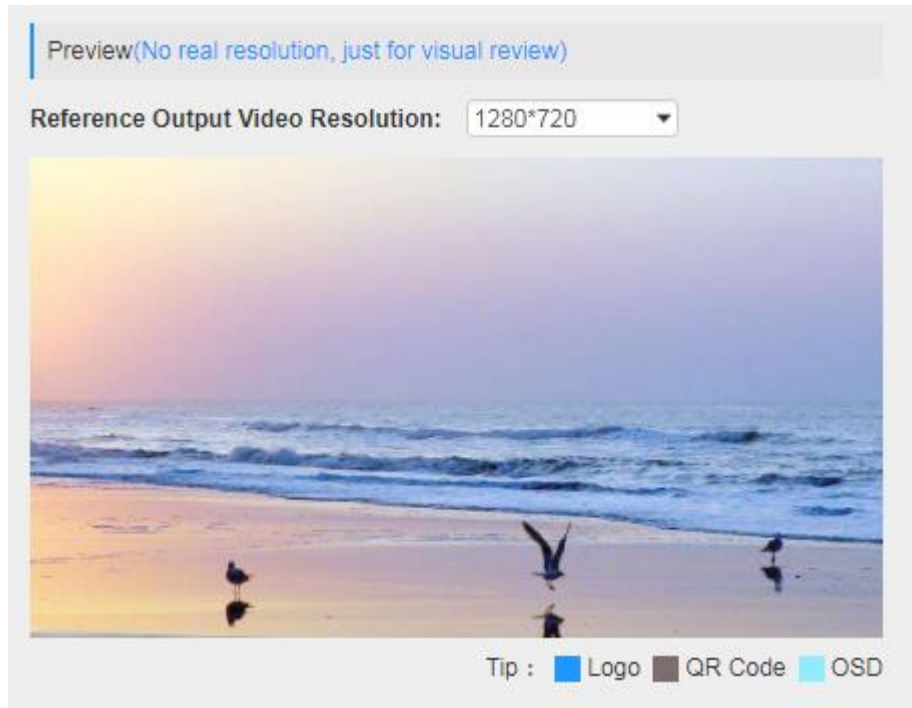 Preview(No real resolution, just for visual review)
Reference Output Video Resolution: 1280*720
Tip : Logo QR Code OSD